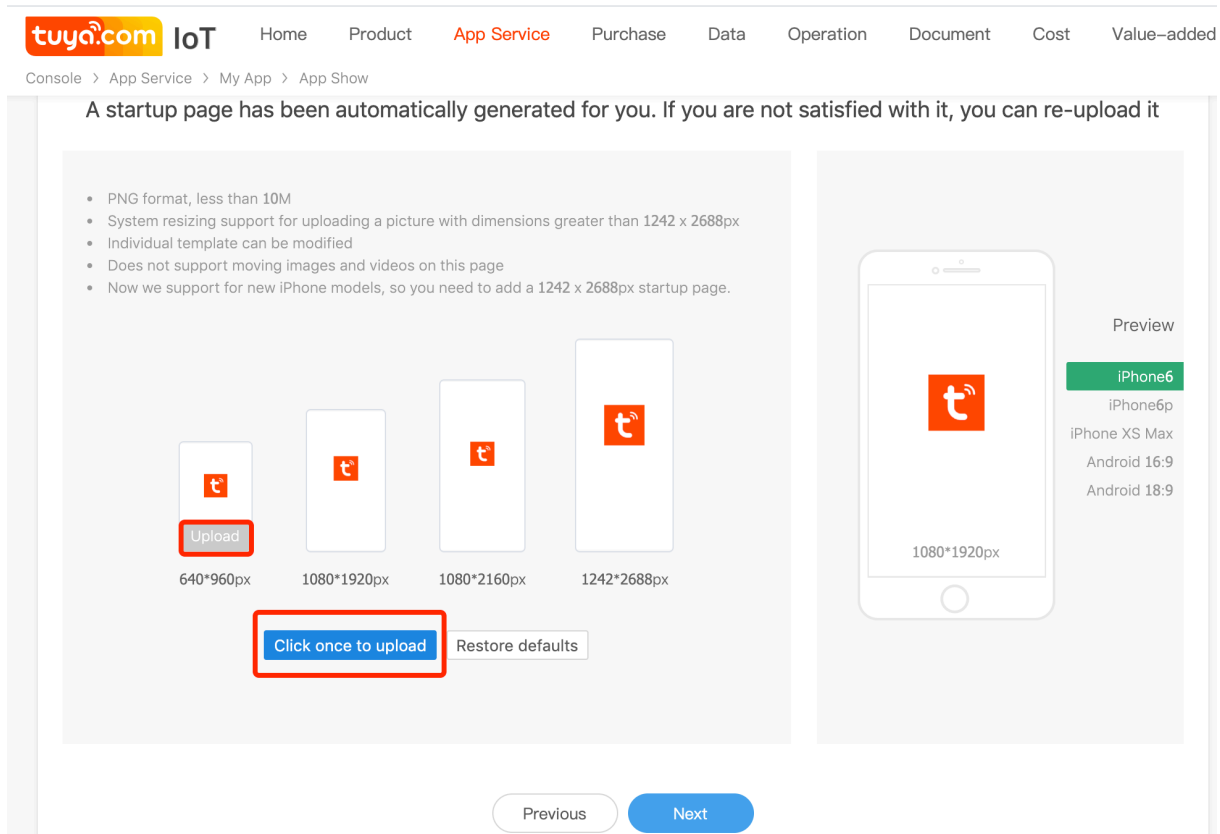 tuya.com IoT Home Product App Service Purchase Data Operation Document Cost Value-added
Console > App Service > My App > App Show
A startup page has been automatically generated for you. If you are not satisfied with it, you can re-upload it
• PNG format, less than 10M
• System resizing support for uploading a picture with dimensions greater than 1242 x 2688px
• Individual template can be modified
• Does not support moving images and videos on this page
• Now we support for new iPhone models, so you need to add a 1242 x 2688px startup page.
t t t t
Upload
640*960px 1080*1920px 1080*2160px 1242*2688px
Click once to upload Restore defaults
t
1080*1920px
Preview
iPhone6
iPhone6p
iPhone XS Max
Android 16:9
Android 18:9
Previous Next